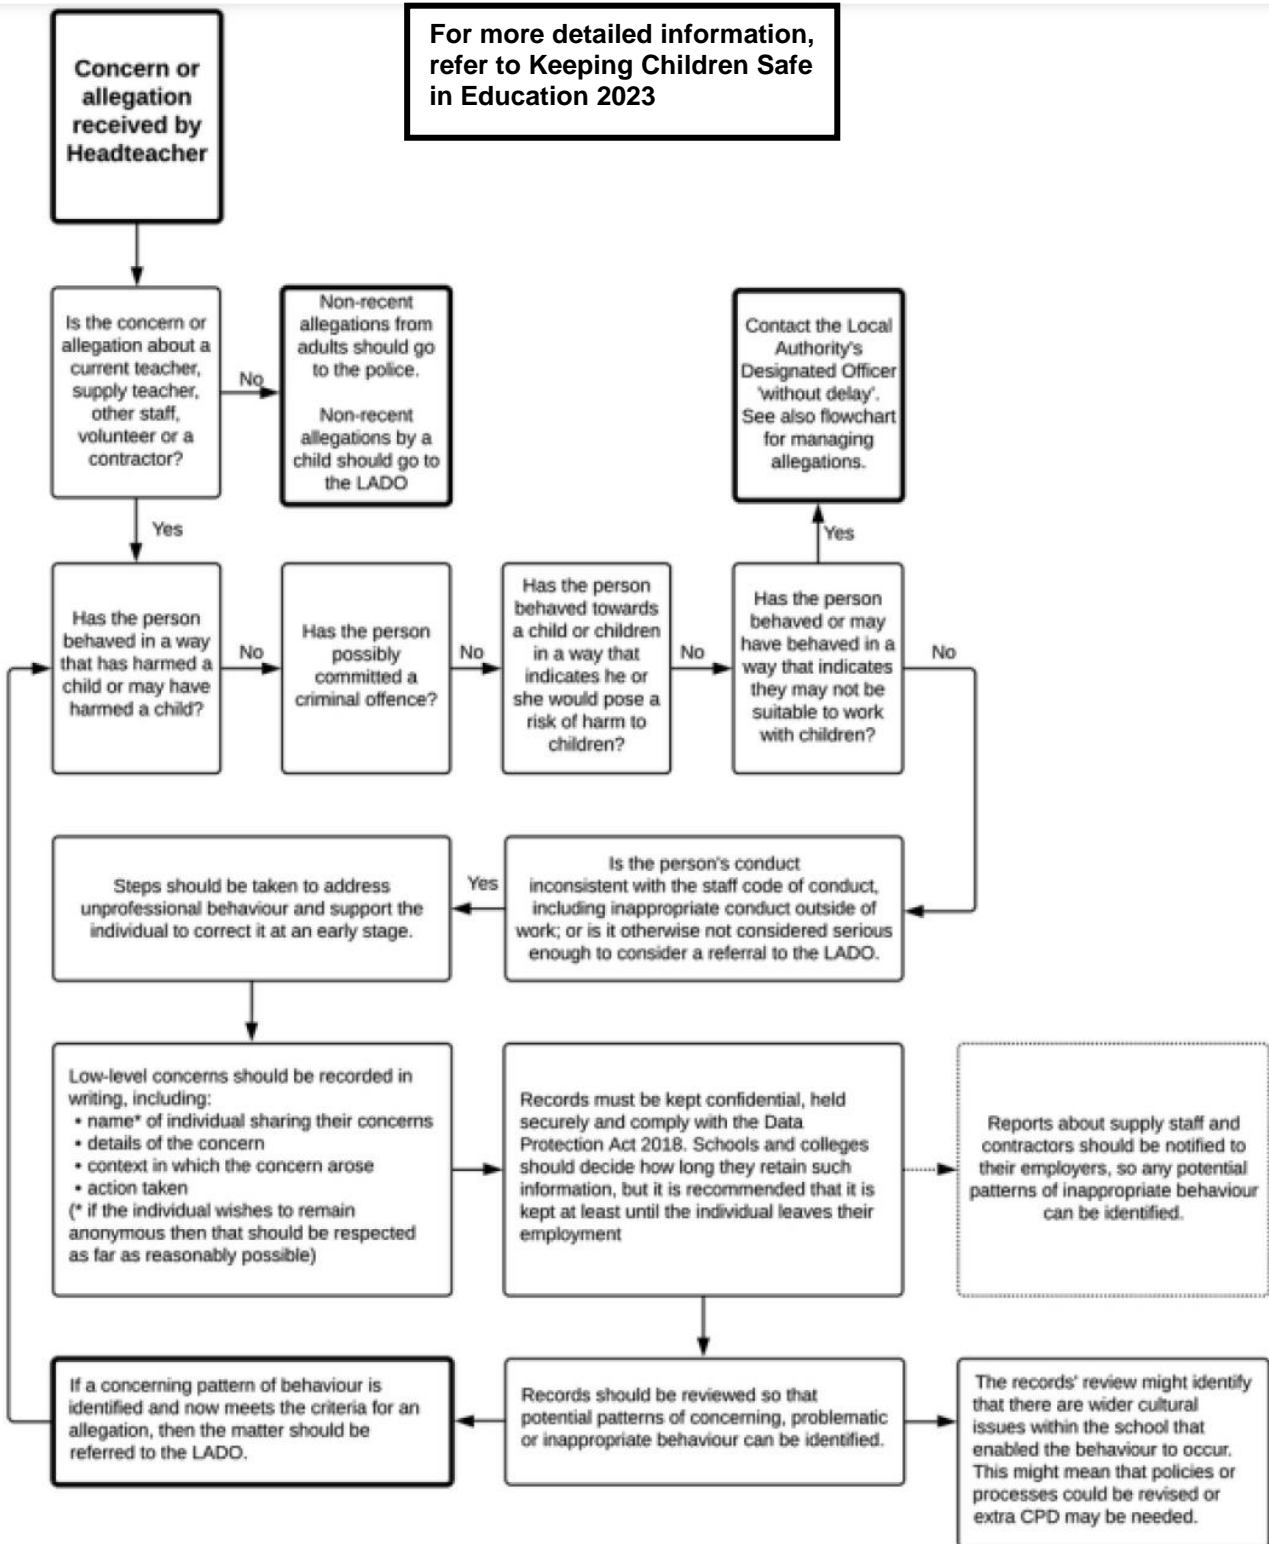 For more detailed information,
refer to Keeping Children Safe
in Education 2023
Concern or
allegation
received by
Headteacher
Is the concern or
allegation about a
current teacher,
supply teacher,
other staff,
volunteer or a
contractor?
No
Non-recent
allegations from
adults should go
to the police.
Non-recent
allegations by a
child should go to
the LADO
Contact the Local
Authority's
Designated Officer
'without delay'.
See also flowchart
for managing
allegations.
Yes
Yes
Has the person
behaved in a way
that has harmed a
child or may have
harmed a child?
No
Has the person
possibly
committed a
criminal offence?
No
Has the person
behaved towards
a child or children
in a way that
indicates he or
she would pose a
risk of harm to
children?
No
Has the person
behaved or may
have behaved in a
way that indicates
they may not be
suitable to work
with children?
No
Steps should be taken to address
unprofessional behaviour and support the
individual to correct it at an early stage.
Yes
Is the person's conduct
inconsistent with the staff code of conduct,
including inappropriate conduct outside of
work; or is it otherwise not considered serious
enough to consider a referral to the LADO.
Low-level concerns should be recorded in
writing, including:
• name* of individual sharing their concerns
• details of the concern
• context in which the concern arose
• action taken
(* if the individual wishes to remain
anonymous then that should be respected
as far as reasonably possible)
Records must be kept confidential, held
securely and comply with the Data
Protection Act 2018. Schools and colleges
should decide how long they retain such
information, but it is recommended that it is
kept at least until the individual leaves their
employment
Reports about supply staff and
contractors should be notified to
their employers, so any potential
patterns of inappropriate behaviour
can be identified.
If a concerning pattern of behaviour is
identified and now meets the criteria for an
allegation, then the matter should be
referred to the LADO.
Records should be reviewed so that
potential patterns of concerning, problematic
or inappropriate behaviour can be identified.
The records' review might identify
that there are wider cultural
issues within the school that
enabled the behaviour to occur.
This might mean that policies or
processes could be revised or
extra CPD may be needed.